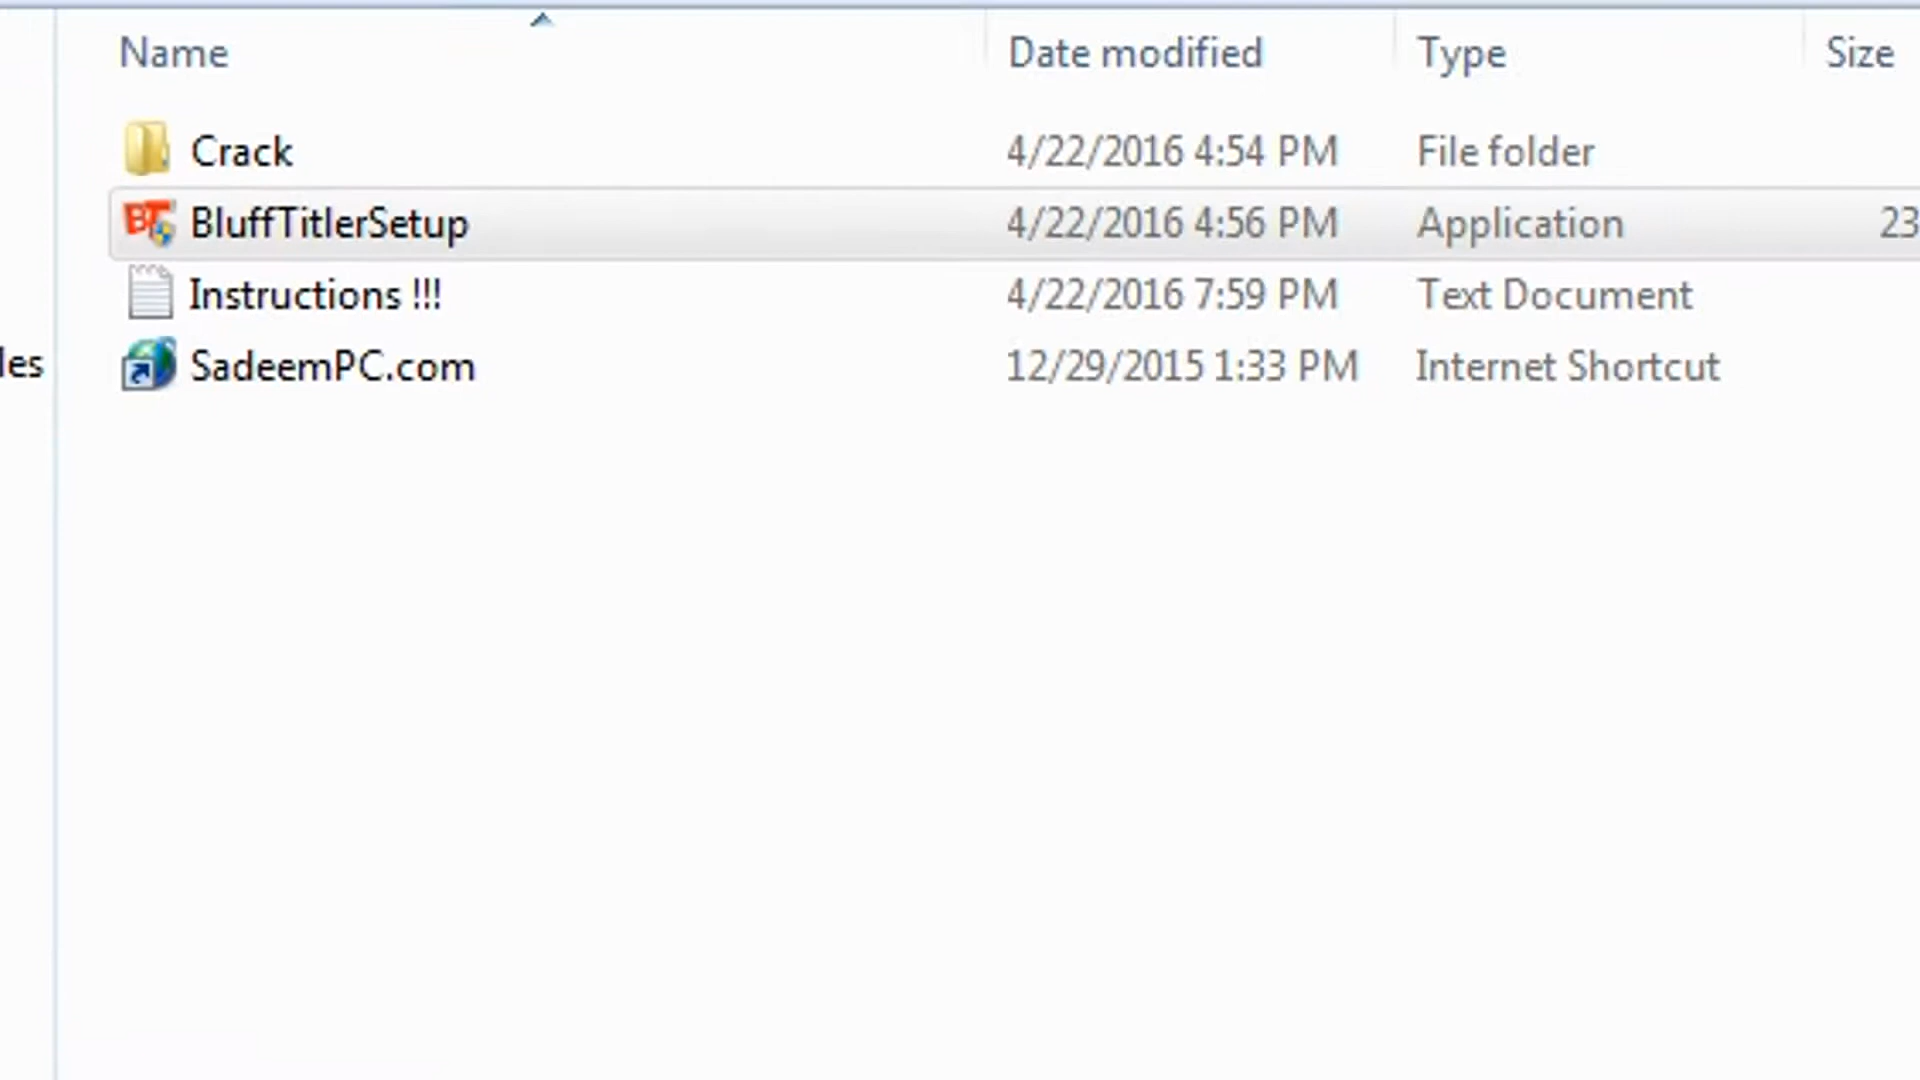 Name Date modified Type Size
Crack 4/22/2016 4:54 PM File folder
BluffTitlerSetup 4/22/2016 4:56 PM Application 23
Instructions !!! 4/22/2016 7:59 PM Text Document
les SadeemPC.com 12/29/2015 1:33 PM Internet Shortcut